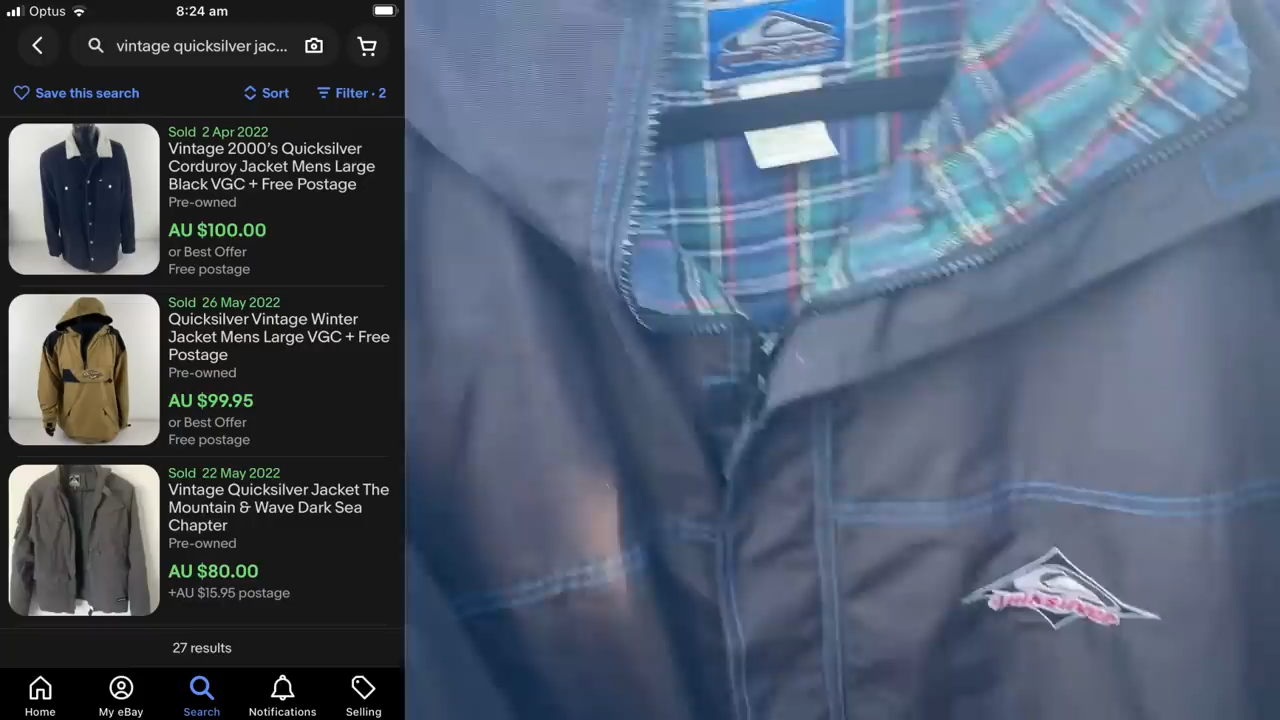 Optus
8:24 am
vintage quicksilver jac...
Save this search
Sort
Filter · 2
Sold 2 Apr 2022
Vintage 2000's Quicksilver
Corduroy Jacket Mens Large
Black VGC + Free Postage
Pre-owned
AU $100.00
or Best Offer
Free postage
Sold 26 May 2022
Quicksilver Vintage Winter
Jacket Mens Large VGC + Free
Postage
Pre-owned
AU $99.95
or Best Offer
Free postage
Sold 22 May 2022
Vintage Quicksilver Jacket The
Mountain & Wave Dark Sea
Chapter
Pre-owned
AU $80.00
+AU $15.95 postage
27 results
Home
My eBay
Search
Notifications
Selling